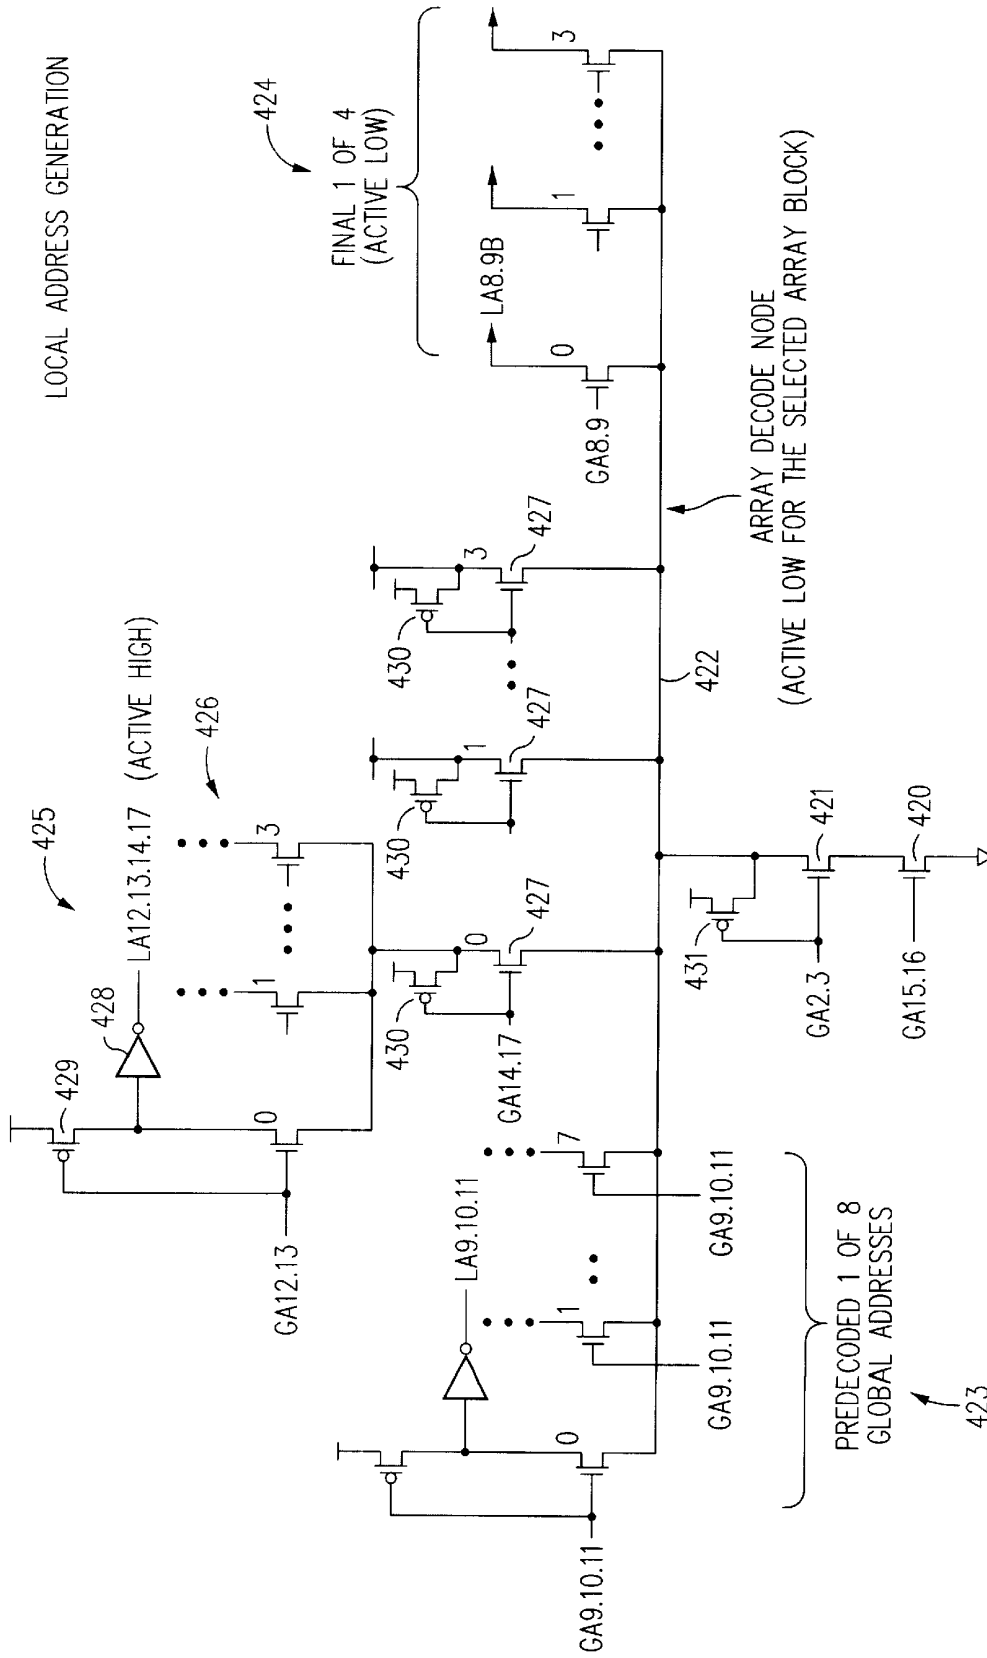 LOCAL ADDRESS GENERATION
425
LA12.13.14.17 (ACTIVE HIGH)
428
429
426
0
1
3
GA12.13
424
FINAL 1 OF 4
(ACTIVE LOW)
LA8.9B
0
1
3
GA8.9
430
0
427
GA14.17
430
1
427
430
3
427
LA9.10.11
0
1
7
GA9.10.11
GA9.10.11
GA9.10.11
422
ARRAY DECODE NODE
(ACTIVE LOW FOR THE SELECTED ARRAY BLOCK)
431
GA2.3
421
GA15.16
420
PREDECODED 1 OF 8
GLOBAL ADDRESSES
423